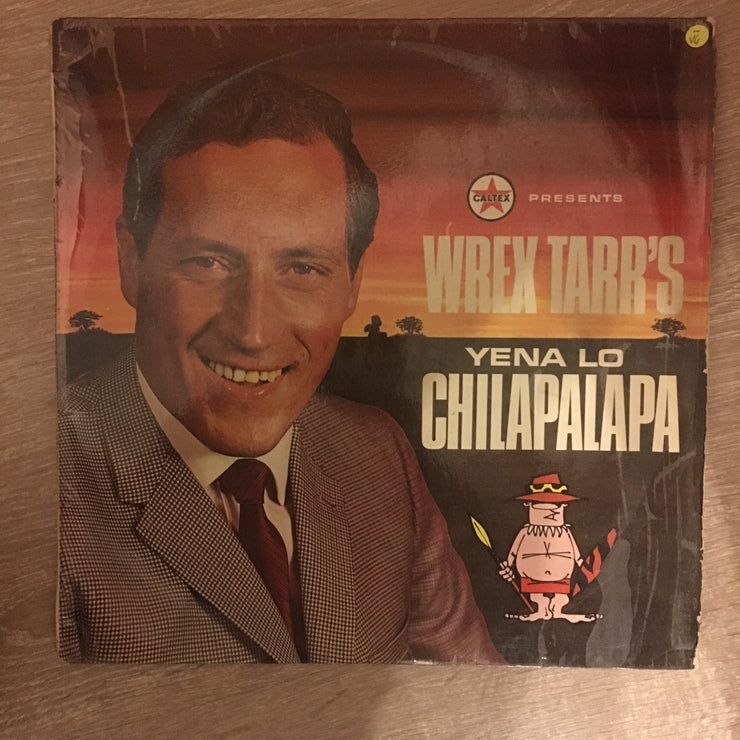 CALTEX PRESENTS
WREX TARR'S
YENA LO
CHILAPALAPA